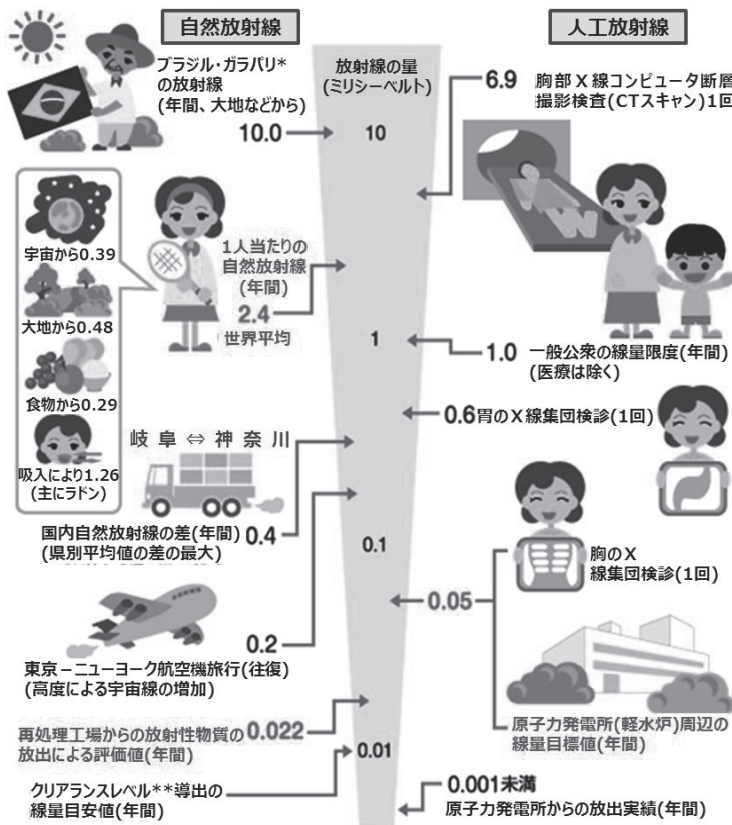 自然放射線
人工放射線
ブラジル・ガラパリ*
の放射線
(年間、大地などから)
10.0
放射線の量
(ミリシーベルト)
10
6.9
胸部X線コンピュータ断層
撮影検査(CTスキャン)1回
宇宙から0.39
大地から0.48
食物から0.29
吸入により1.26
(主にラドン)
1人当たりの
自然放射線
(年間)
2.4
世界平均
1
1.0
一般公衆の線量限度(年間)
(医療は除く)
0.6 胃のX線集団検診(1回)
岐阜⇔神奈川
国内自然放射線の差(年間)
(県別平均値の差の最大)
0.4
0.1
胸のX
線集団検診(1回)
0.05
0.2
東京－ニューヨーク航空機旅行(往復)
(高度による宇宙線の増加)
原子力発電所(軽水炉)周辺の
線量目標値(年間)
再処理工場からの放射性物質の
放出による評価値(年間)
0.022
0.01
クリアランスレベル**導出の
線量目安値(年間)
0.001未満
原子力発電所からの放出実績(年間)